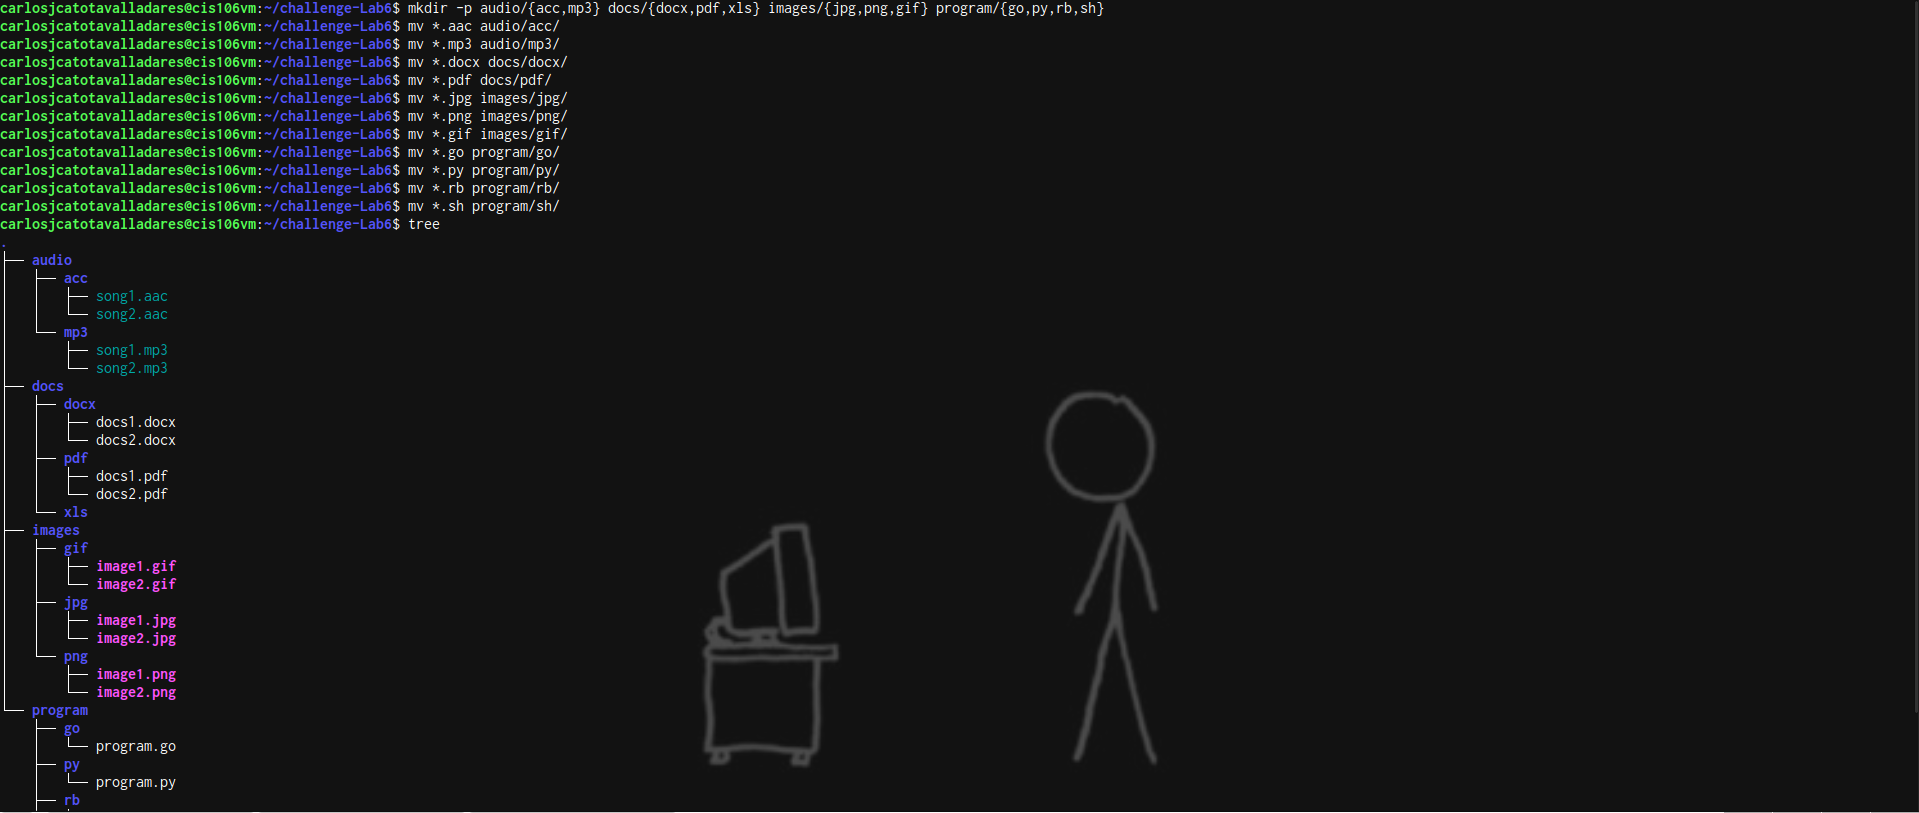 carlosjcatotavalladares@cis106vm:~/challenge-Lab6$ mkdir -p audio/{acc,mp3} docs/{docx,pdf,xls} images/{jpg,png,gif} program/{go,py,rb,sh}
carlosjcatotavalladares@cis106vm:~/challenge-Lab6$ mv *.aac audio/acc/
carlosjcatotavalladares@cis106vm:~/challenge-Lab6$ mv *.mp3 audio/mp3/
carlosjcatotavalladares@cis106vm:~/challenge-Lab6$ mv *.docx docs/docx/
carlosjcatotavalladares@cis106vm:~/challenge-Lab6$ mv *.pdf docs/pdf/
carlosjcatotavalladares@cis106vm:~/challenge-Lab6$ mv *.jpg images/jpg/
carlosjcatotavalladares@cis106vm:~/challenge-Lab6$ mv *.png images/png/
carlosjcatotavalladares@cis106vm:~/challenge-Lab6$ mv *.gif images/gif/
carlosjcatotavalladares@cis106vm:~/challenge-Lab6$ mv *.go program/go/
carlosjcatotavalladares@cis106vm:~/challenge-Lab6$ mv *.py program/py/
carlosjcatotavalladares@cis106vm:~/challenge-Lab6$ mv *.rb program/rb/
carlosjcatotavalladares@cis106vm:~/challenge-Lab6$ mv *.sh program/sh/
carlosjcatotavalladares@cis106vm:~/challenge-Lab6$ tree
.
├── audio
│   ├── acc
│   │   ├── song1.aac
│   │   └── song2.aac
│   └── mp3
│       ├── song1.mp3
│       └── song2.mp3
├── docs
│   ├── docx
│   │   ├── docs1.docx
│   │   └── docs2.docx
│   ├── pdf
│   │   ├── docs1.pdf
│   │   └── docs2.pdf
│   └── xls
├── images
│   ├── gif
│   │   ├── image1.gif
│   │   └── image2.gif
│   ├── jpg
│   │   ├── image1.jpg
│   │   └── image2.jpg
│   └── png
│       ├── image1.png
│       └── image2.png
└── program
    ├── go
    │   └── program.go
    ├── py
    │   └── program.py
    ├── rb